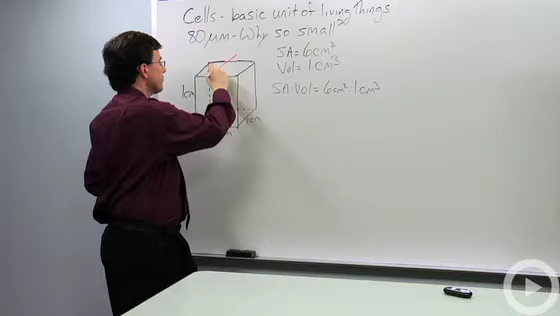 Cells - basic unit of living Things
80 µm - Why so small?
SA = 6cm²
Vol = 1cm³
SA:Vol = 6cm²:1cm³
1cm
1cm